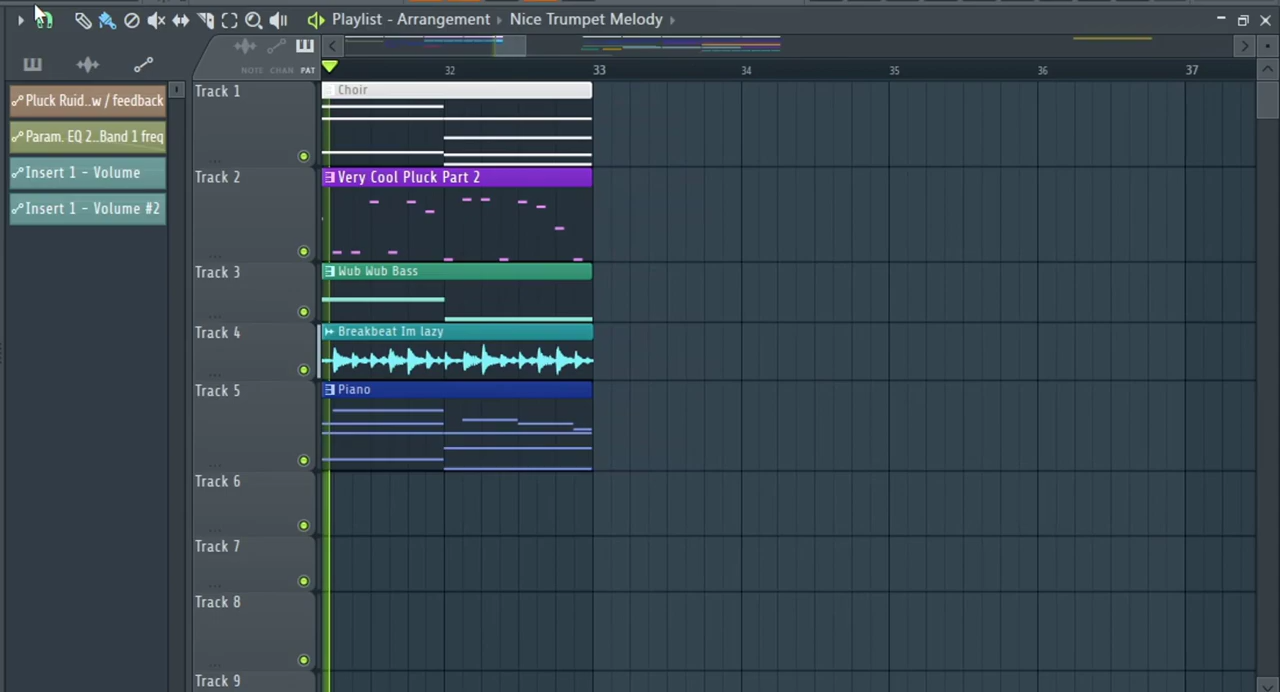 Playlist - Arrangement › Nice Trumpet Melody ›
NOTE CHAN PAT
32 33 34 35 36 37
Pluck Ruid..w / feedback
Param. EQ 2..Band 1 freq
Insert 1 - Volume
Insert 1 - Volume #2
Track 1
Choir
Track 2
Very Cool Pluck Part 2
Track 3
Wub Wub Bass
Track 4
Breakbeat Im lazy
Track 5
Piano
Track 6
Track 7
Track 8
Track 9